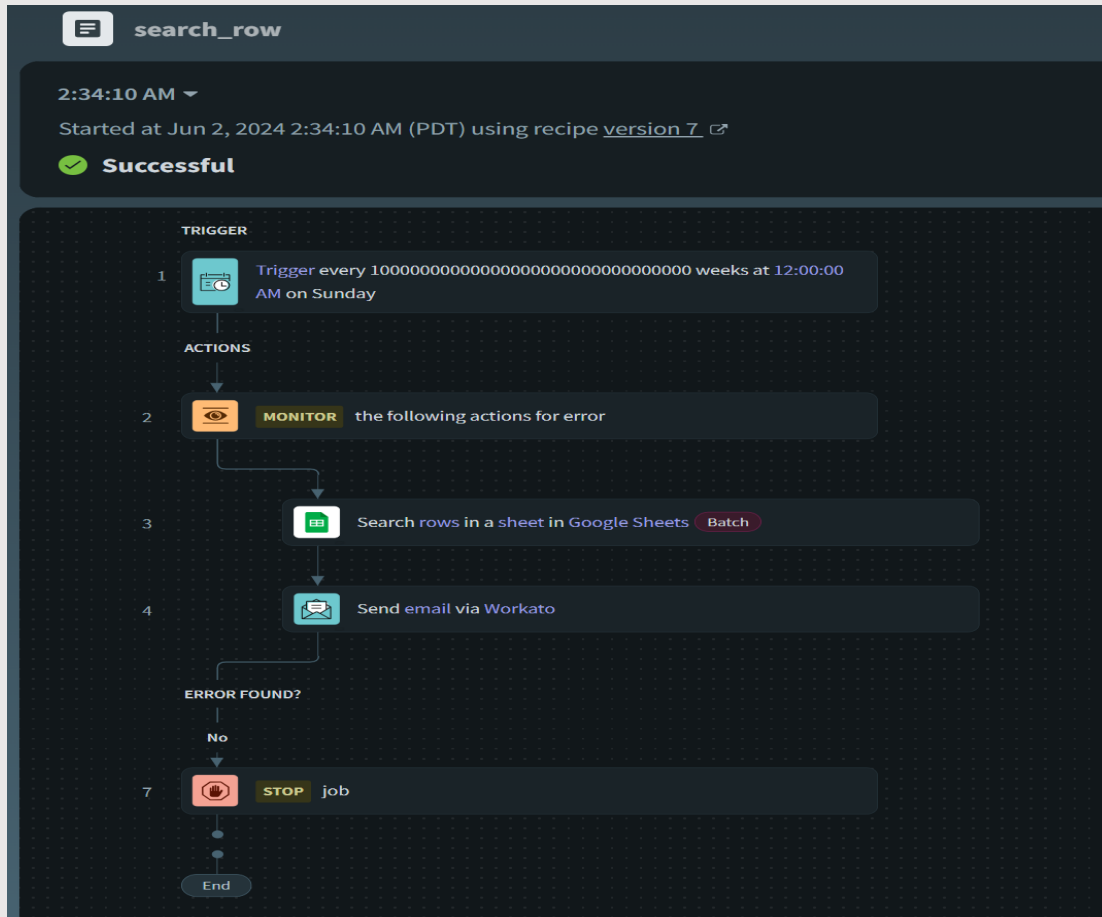 search_row
2:34:10 AM
Started at Jun 2, 2024 2:34:10 AM (PDT) using recipe version 7
Successful
TRIGGER
1
Trigger every 10000000000000000000000000000000 weeks at 12:00:00
AM on Sunday
ACTIONS
2
MONITOR the following actions for error
3
Search rows in a sheet in Google Sheets Batch
4
Send email via Workato
ERROR FOUND?
No
7
STOP job
End